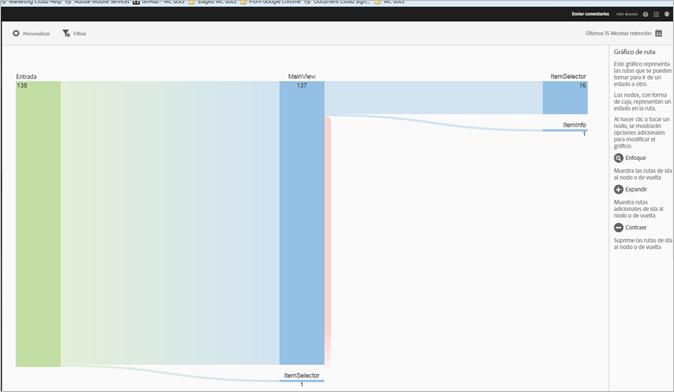 Marketing Cloud Help
Adobe Mobile Services
GitHub - MC docs
Staged MC docs
From Google Chrome
Document Cloud Sign...
MC docs
Enviar comentarios
Personalizar
Filtrar
Últimos 15 Mostrar retención
Entrada
138
MainView
137
ItemSelector
16
ItemInfo
1
ItemSelector
1
Gráfico de ruta
Este gráfico representa
las rutas que se pueden
tomar para ir de un
estado a otro.
Los nodos, con forma
de caja, representan un
estado en la ruta.
Al hacer clic o tocar un
nodo, se mostrarán
opciones adicionales
para modificar el
gráfico:
Enfoque
Muestra las rutas de ida
al nodo o de vuelta
Expandir
Muestra rutas
adicionales de ida al
nodo o de vuelta
Contraer
Suprime las rutas de ida
al nodo o de vuelta